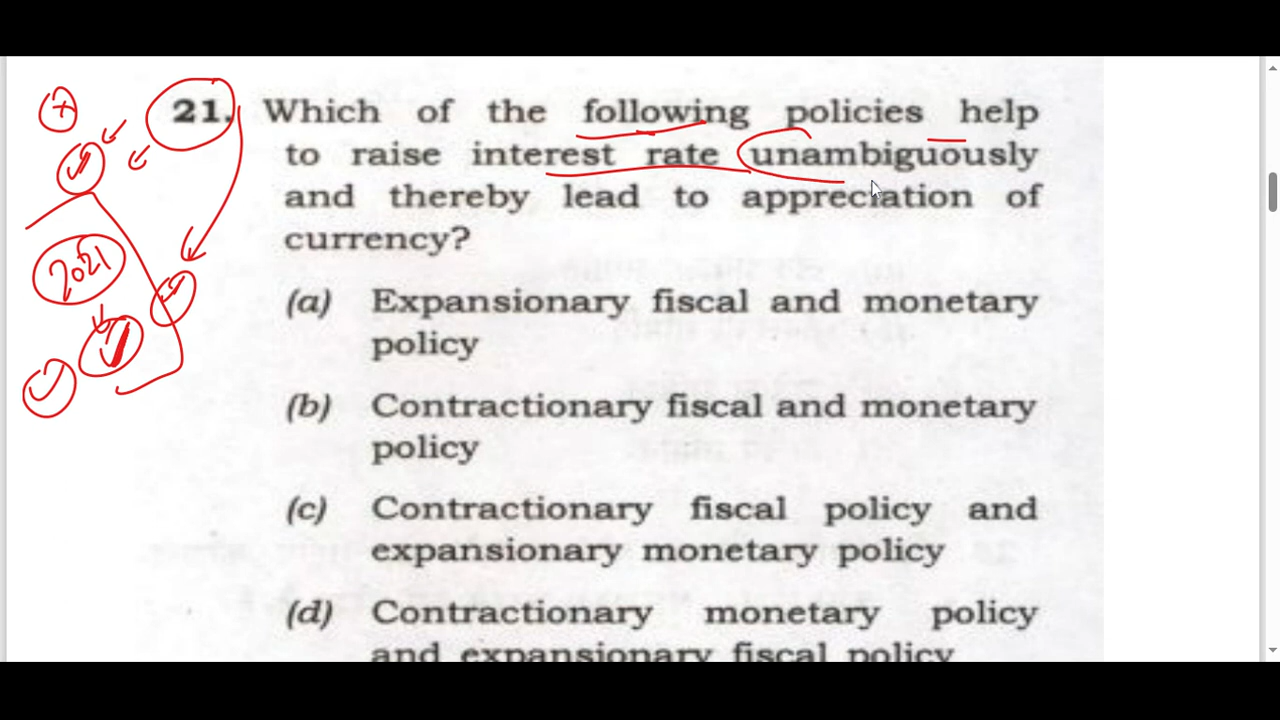 21. Which of the following policies help
to raise interest rate unambiguously
and thereby lead to appreciation of
currency?
(a) Expansionary fiscal and monetary
policy
(b) Contractionary fiscal and monetary
policy
(c) Contractionary fiscal policy and
expansionary monetary policy
(d) Contractionary monetary policy
and expansionary fiscal policy
2021